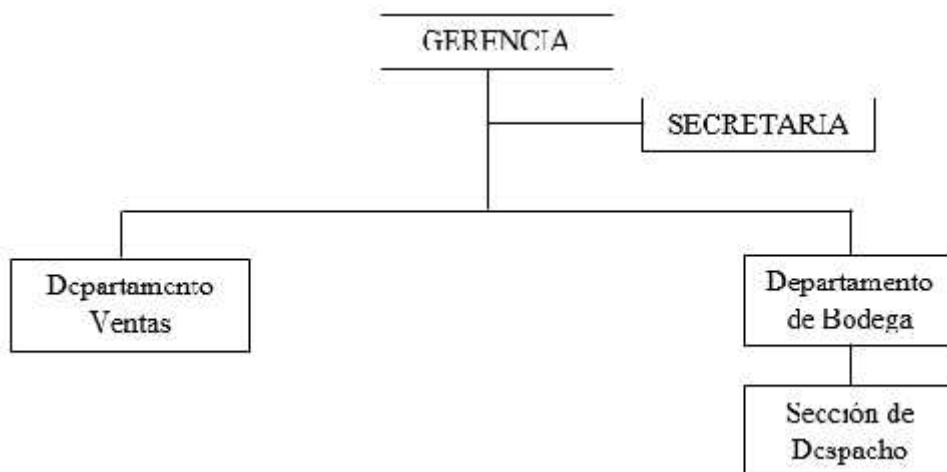 GERENCIA
SECRETARIA
Departamento
Ventas
Departamento
de Bodega
Sección de
Despacho